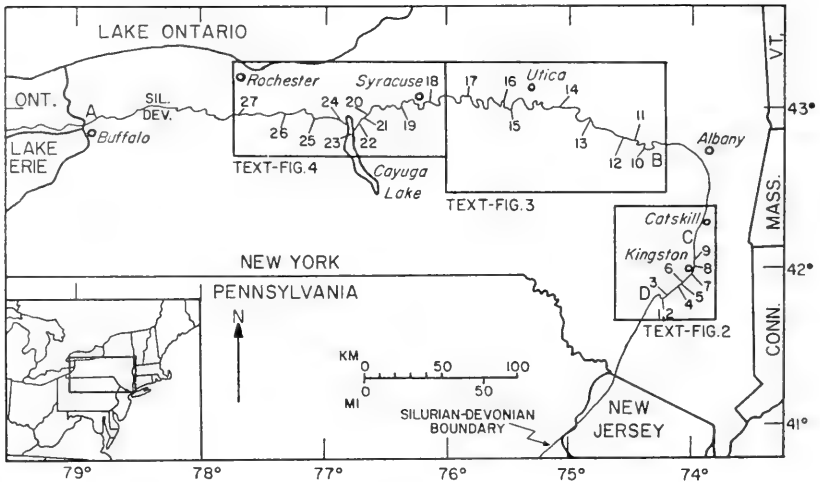 LAKE ONTARIO
VT.
Rochester
Syracuse
18
17
16
Utica
14
ONT.
A
SIL.
DEV.
27
26
25
24
23
20
21
22
19
15
13
12
11
10
B
43°
Buffalo
Albany
LAKE
ERIE
Cayuga
Lake
TEXT-FIG.4
TEXT-FIG.3
MASS.
Catskill
C
Kingston
9
8
7
6
5
4
3
D
1
2
TEXT-FIG.2
42°
NEW YORK
PENNSYLVANIA
N
CONN.
KM
0 50 100
0 50
MI
SILURIAN-DEVONIAN
BOUNDARY
NEW
JERSEY
41°
79° 78° 77° 76° 75° 74°